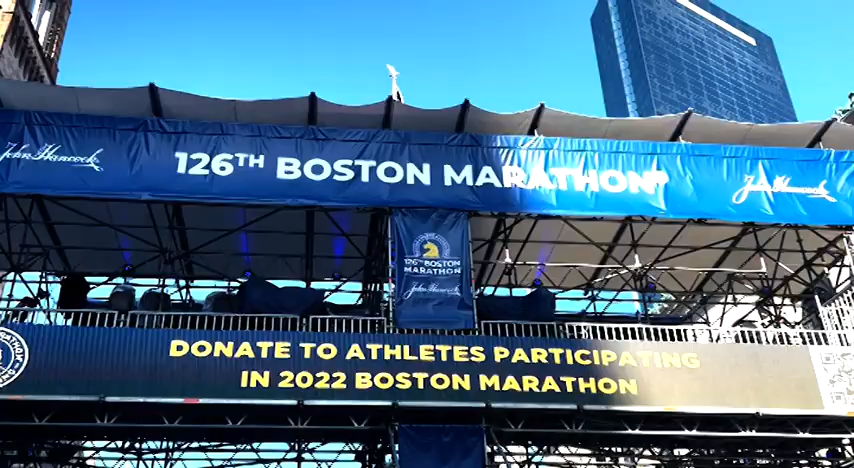 John Hancock
126TH BOSTON MARATHON®
John Hancock
126TH BOSTON
MARATHON
John Hancock
DONATE TO ATHLETES PARTICIPATING
IN 2022 BOSTON MARATHON